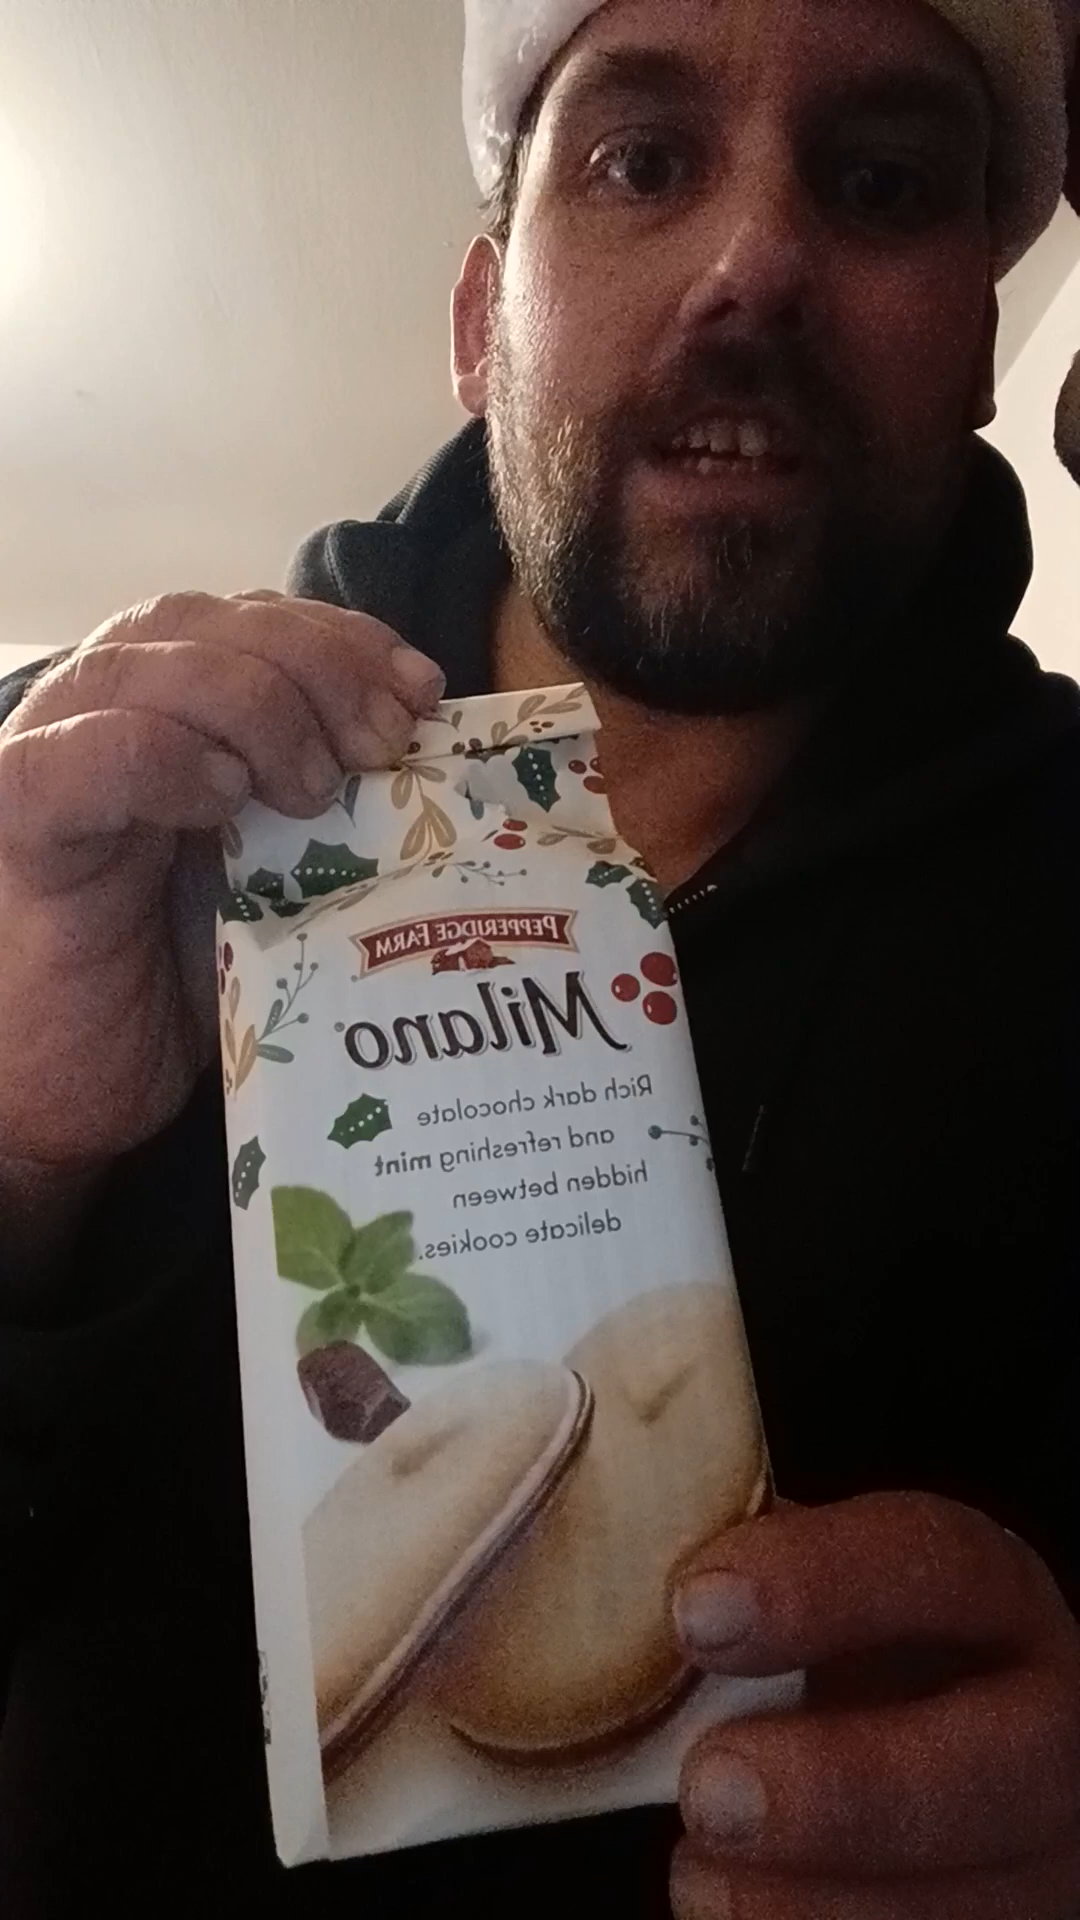 PEPPERIDGE FARM
Milano
Rich dark chocolate
and refreshing mint
hidden between
delicate cookies.